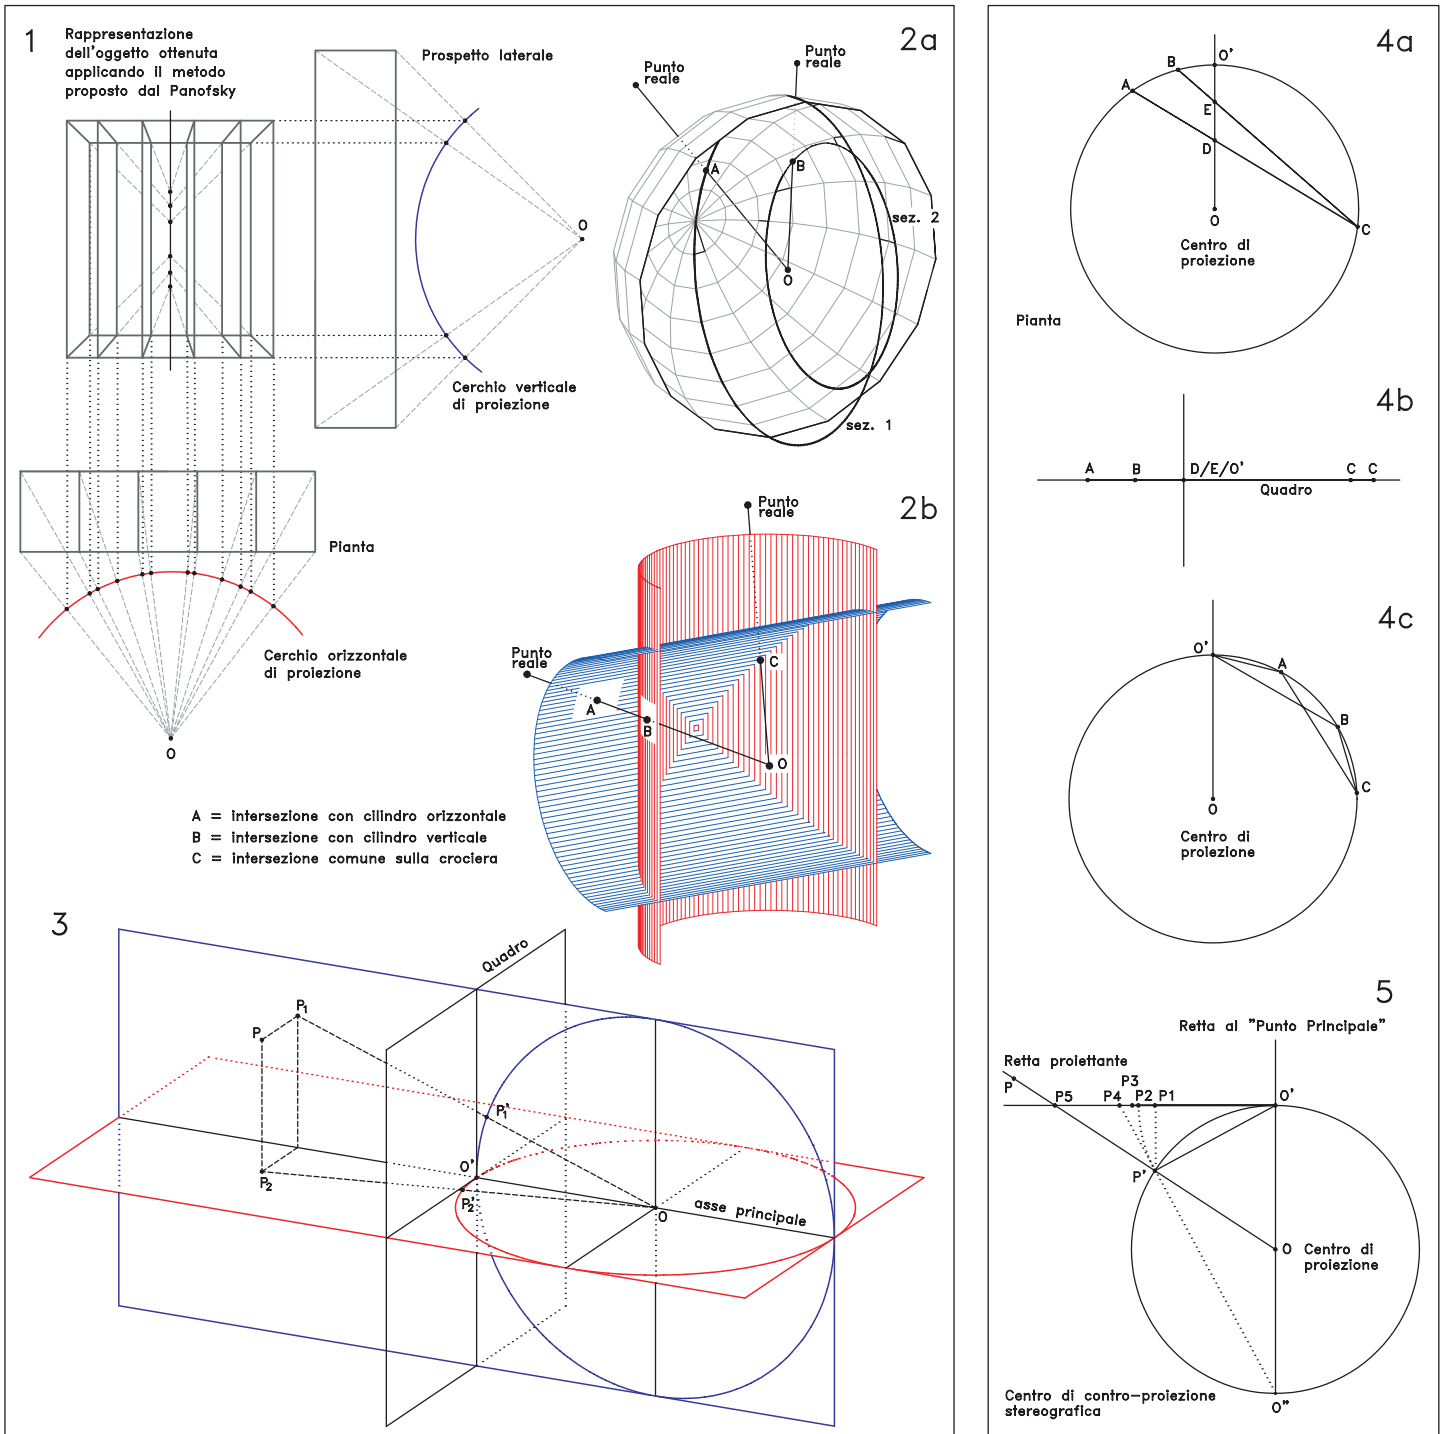 1
Rappresentazione
dell'oggetto ottenuta
applicando il metodo
proposto dal Panofsky
Prospetto laterale
O
Cerchio verticale
di proiezione
Pianta
Cerchio orizzontale
di proiezione
O
2a
Punto
reale
Punto
reale
A
B
O
sez. 2
sez. 1
2b
Punto
reale
Punto
reale
A
B
C
O
A = intersezione con cilindro orizzontale
B = intersezione con cilindro verticale
C = intersezione comune sulla crociera
3
Quadro
P
P1
P2
P1'
O'
P2'
O
asse principale
4a
O'
B
A
E
D
O
C
Centro di
proiezione
Pianta
4b
A
B
D/E/O'
C
C
Quadro
4c
O'
A
B
C
O
Centro di
proiezione
5
Retta al "Punto Principale"
Retta proiettante
P
P5
P4
P3
P2
P1
O'
P'
O
Centro di
proiezione
Centro di contro-proiezione
stereografica
O"